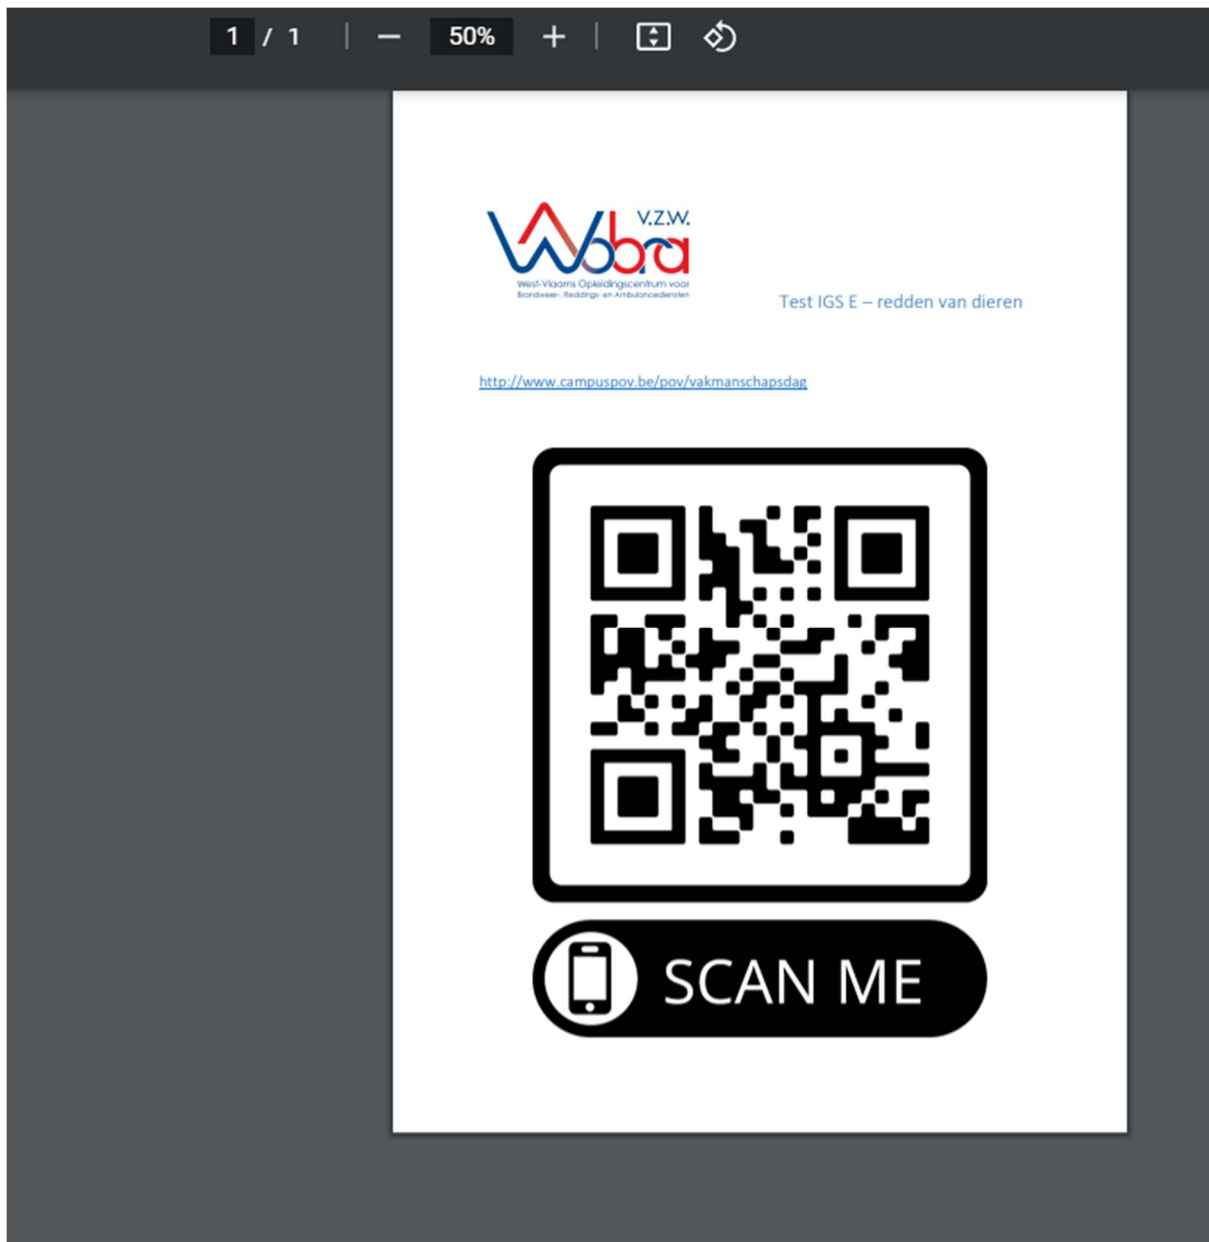 1 / 1 | − 50% + |
V.Z.W.
Wobra
West-Vlaams Opleidingscentrum voor
Brandweer-, Reddings- en Ambulancediensten
Test IGS E – redden van dieren
http://www.campuspov.be/pov/vakmanschapsdag
SCAN ME